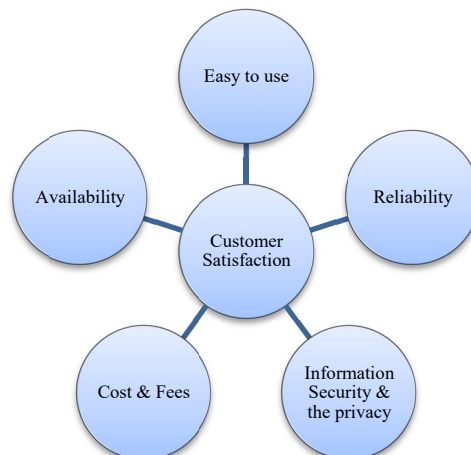 Easy to use
Availability
Reliability
Customer
Satisfaction
Cost & Fees
Information
Security &
the privacy